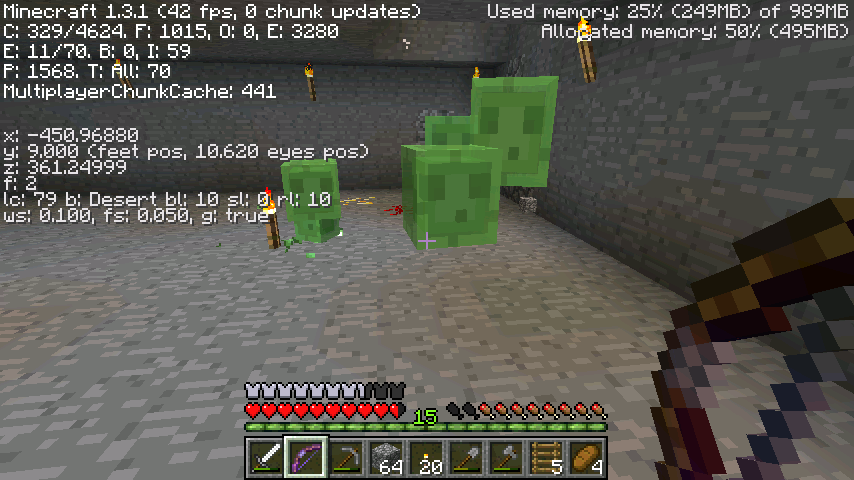 Minecraft 1.3.1 (42 fps, 0 chunk updates)
Used memory: 25% (249MB) of 989MB
C: 329/4624. F: 1015, O: 0, E: 3280
Allocated memory: 50% (495MB)
E: 11/70. B: 0, I: 59
P: 1568. T: All: 70
MultiplayerChunkCache: 441
x: -450.96880
y: 9.000 (feet pos, 10.620 eyes pos)
z: 361.24999
f: 2
lc: 79 b: Desert bl: 10 sl: 0 rl: 10
ws: 0.100, fs: 0.050, g: true
15
64
20
5
4